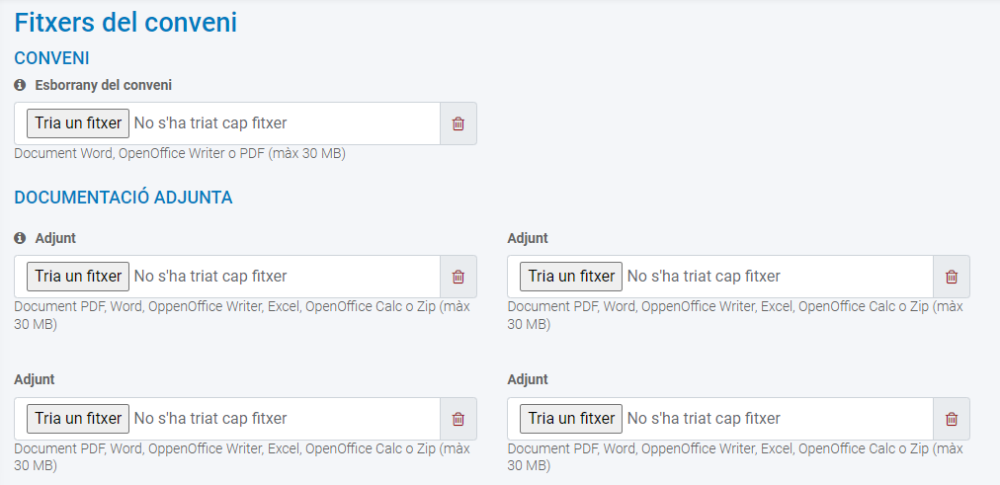 Fitxers del conveni
CONVENI
Esborrany del conveni
Tria un fitxer No s'ha triat cap fitxer
Document Word, OpenOffice Writer o PDF (màx 30 MB)
DOCUMENTACIÓ ADJUNTA
Adjunt
Tria un fitxer No s'ha triat cap fitxer
Document PDF, Word, OppenOffice Writer, Excel, OpenOffice Calc o Zip (màx
30 MB)
Adjunt
Tria un fitxer No s'ha triat cap fitxer
Document PDF, Word, OppenOffice Writer, Excel, OpenOffice Calc o Zip (màx
30 MB)
Adjunt
Tria un fitxer No s'ha triat cap fitxer
Document PDF, Word, OppenOffice Writer, Excel, OpenOffice Calc o Zip (màx
30 MB)
Adjunt
Tria un fitxer No s'ha triat cap fitxer
Document PDF, Word, OppenOffice Writer, Excel, OpenOffice Calc o Zip (màx
30 MB)